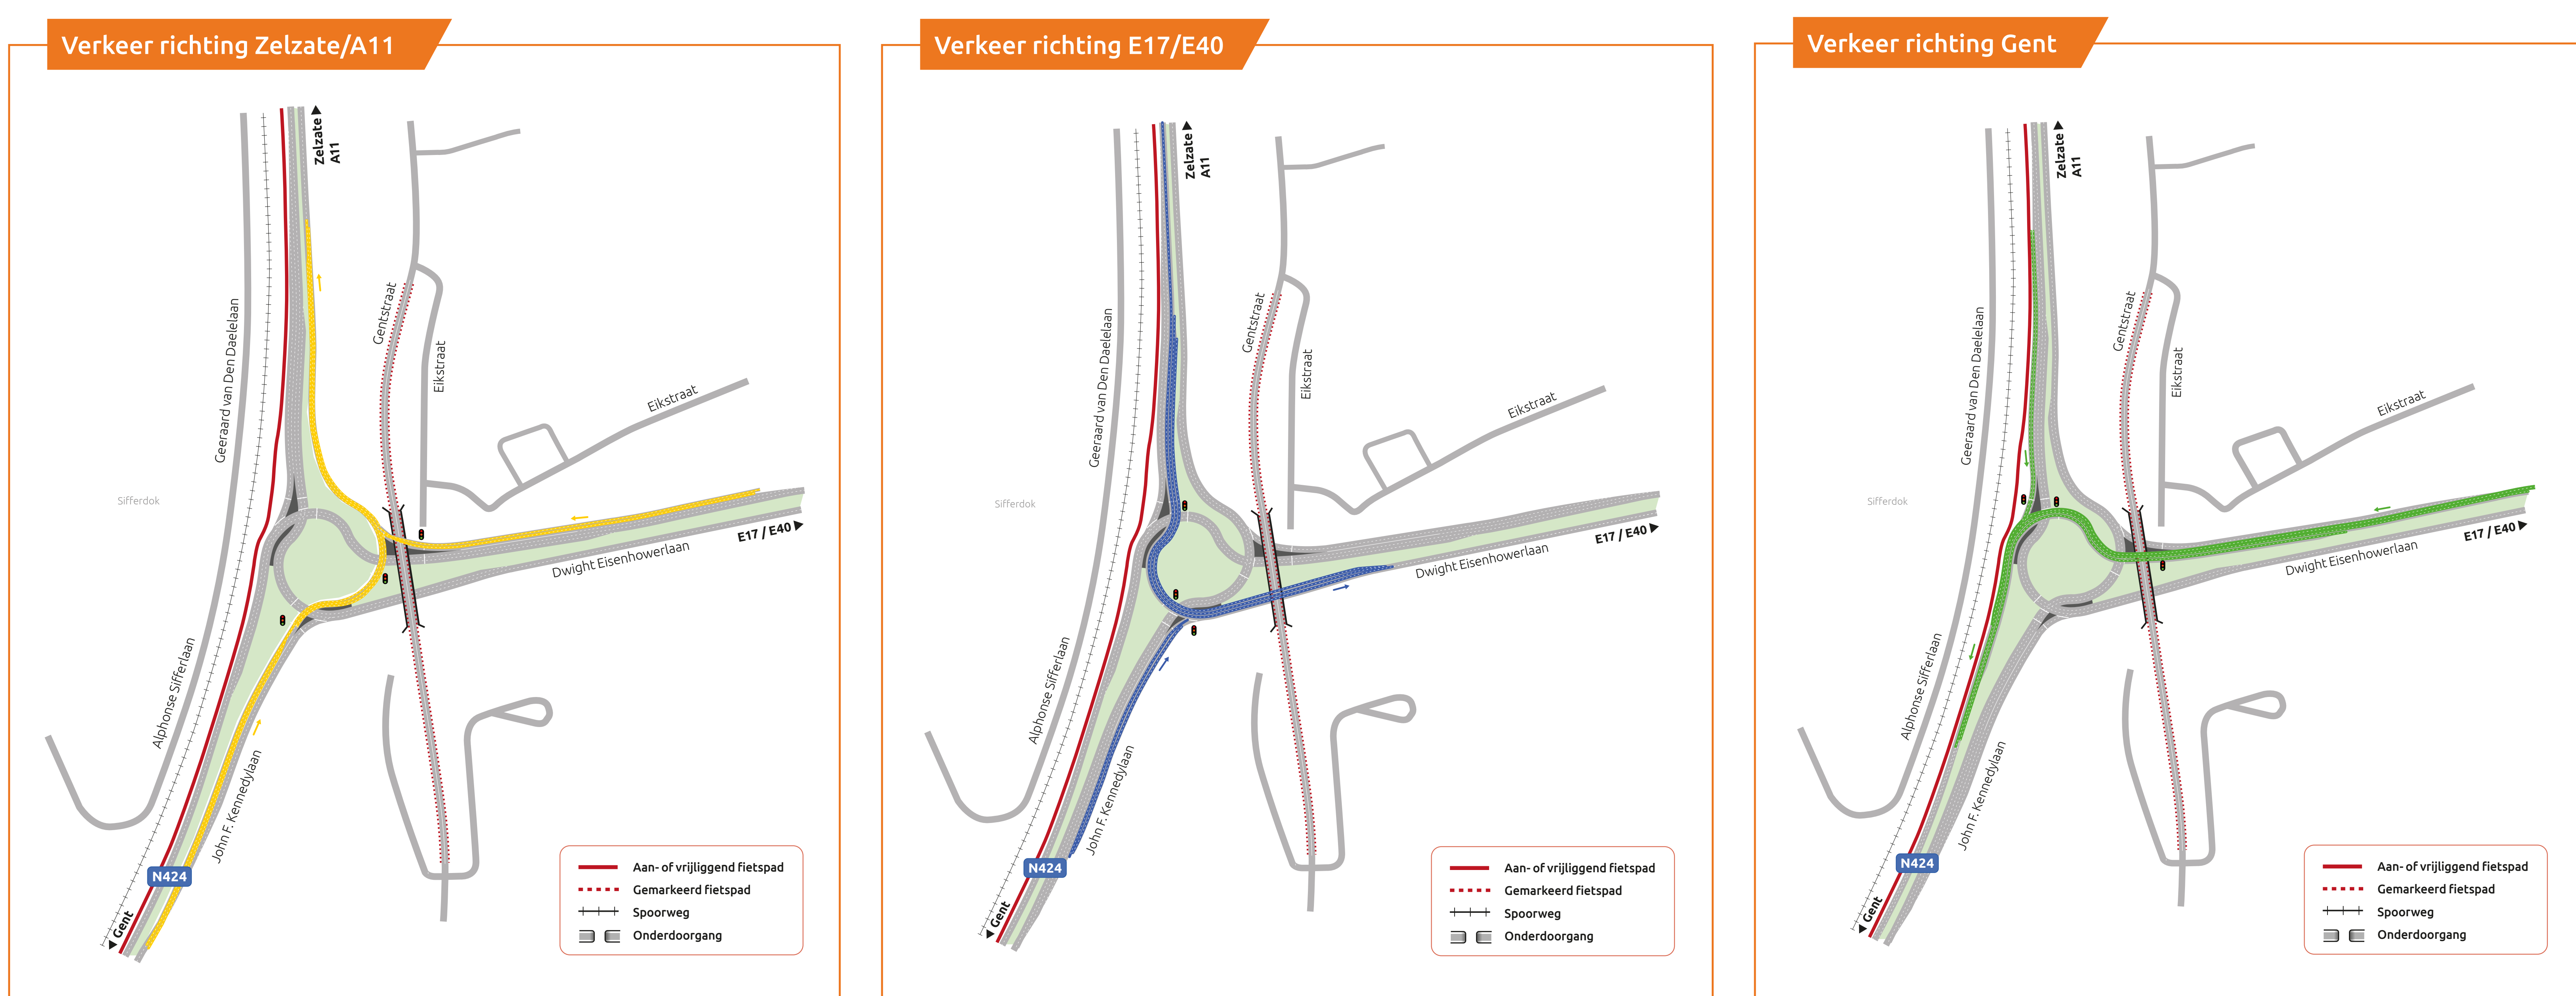 Verkeer richting Zelzate/A11
Zelzate
A11
Geeraard van Den Daelelaan
Gentstraat
Eikstraat
Eikstraat
Sifferdok
E17 / E40
Dwight Eisenhowerlaan
Alphonse Sifferlaan
John F. Kennedylaan
N424
Gent
Aan- of vrijliggend fietspad
Gemarkeerd fietspad
Spoorweg
Onderdoorgang
Verkeer richting E17/E40
Zelzate
A11
Geeraard van Den Daelelaan
Gentstraat
Eikstraat
Eikstraat
Sifferdok
E17 / E40
Dwight Eisenhowerlaan
Alphonse Sifferlaan
John F. Kennedylaan
N424
Gent
Aan- of vrijliggend fietspad
Gemarkeerd fietspad
Spoorweg
Onderdoorgang
Verkeer richting Gent
Zelzate
A11
Geeraard van Den Daelelaan
Gentstraat
Eikstraat
Eikstraat
Sifferdok
E17 / E40
Dwight Eisenhowerlaan
Alphonse Sifferlaan
John F. Kennedylaan
N424
Gent
Aan- of vrijliggend fietspad
Gemarkeerd fietspad
Spoorweg
Onderdoorgang